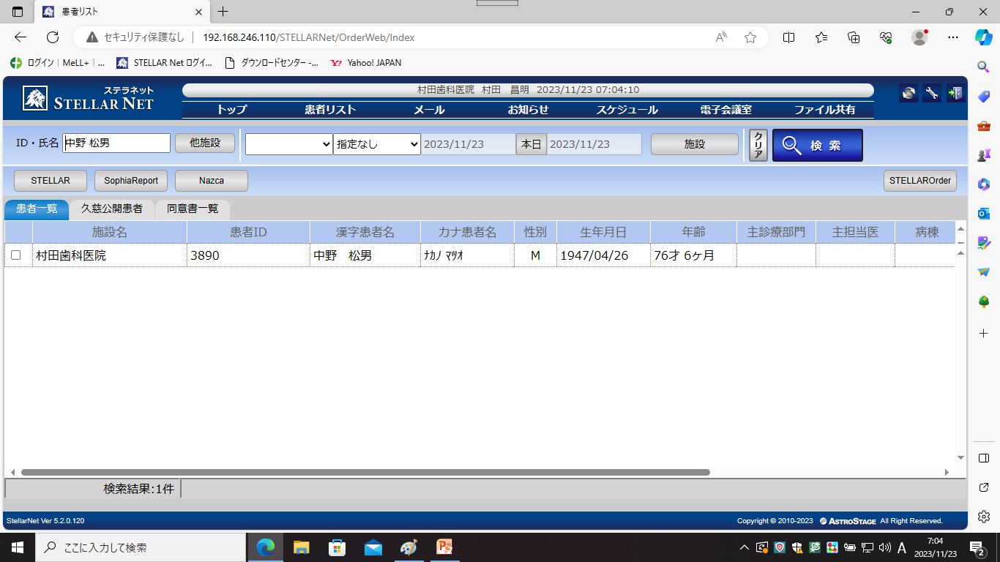 患者リスト
セキュリティ保護なし 192.168.246.110/STELLARNet/OrderWeb/Index
ログイン | MeLL+ | ... STELLAR Net ログイ... ダウンロードセンター -... Yahoo! JAPAN
ステラネット
STELLAR NET
村田歯科医院 村田 昌明 2023/11/23 07:04:10
トップ 患者リスト メール お知らせ スケジュール 電子会議室 ファイル共有
ID・氏名 中野 松男 他施設 指定なし 2023/11/23 本日 2023/11/23 施設 クリア 検 索
STELLAR SophiaReport Nazca STELLAROrder
患者一覧 久慈公開患者 同意書一覧
施設名 患者ID 漢字患者名 カナ患者名 性別 生年月日 年齢 主診療部門 主担当医 病棟
村田歯科医院 3890 中野 松男 ﾅｶﾉ ﾏﾂｵ M 1947/04/26 76才 6ヶ月
検索結果:1件
StellarNet Ver 5.2.0.120 Copyright © 2010-2023 ASTROSTAGE All Right Reserved.
ここに入力して検索 A 7:04
2023/11/23 2